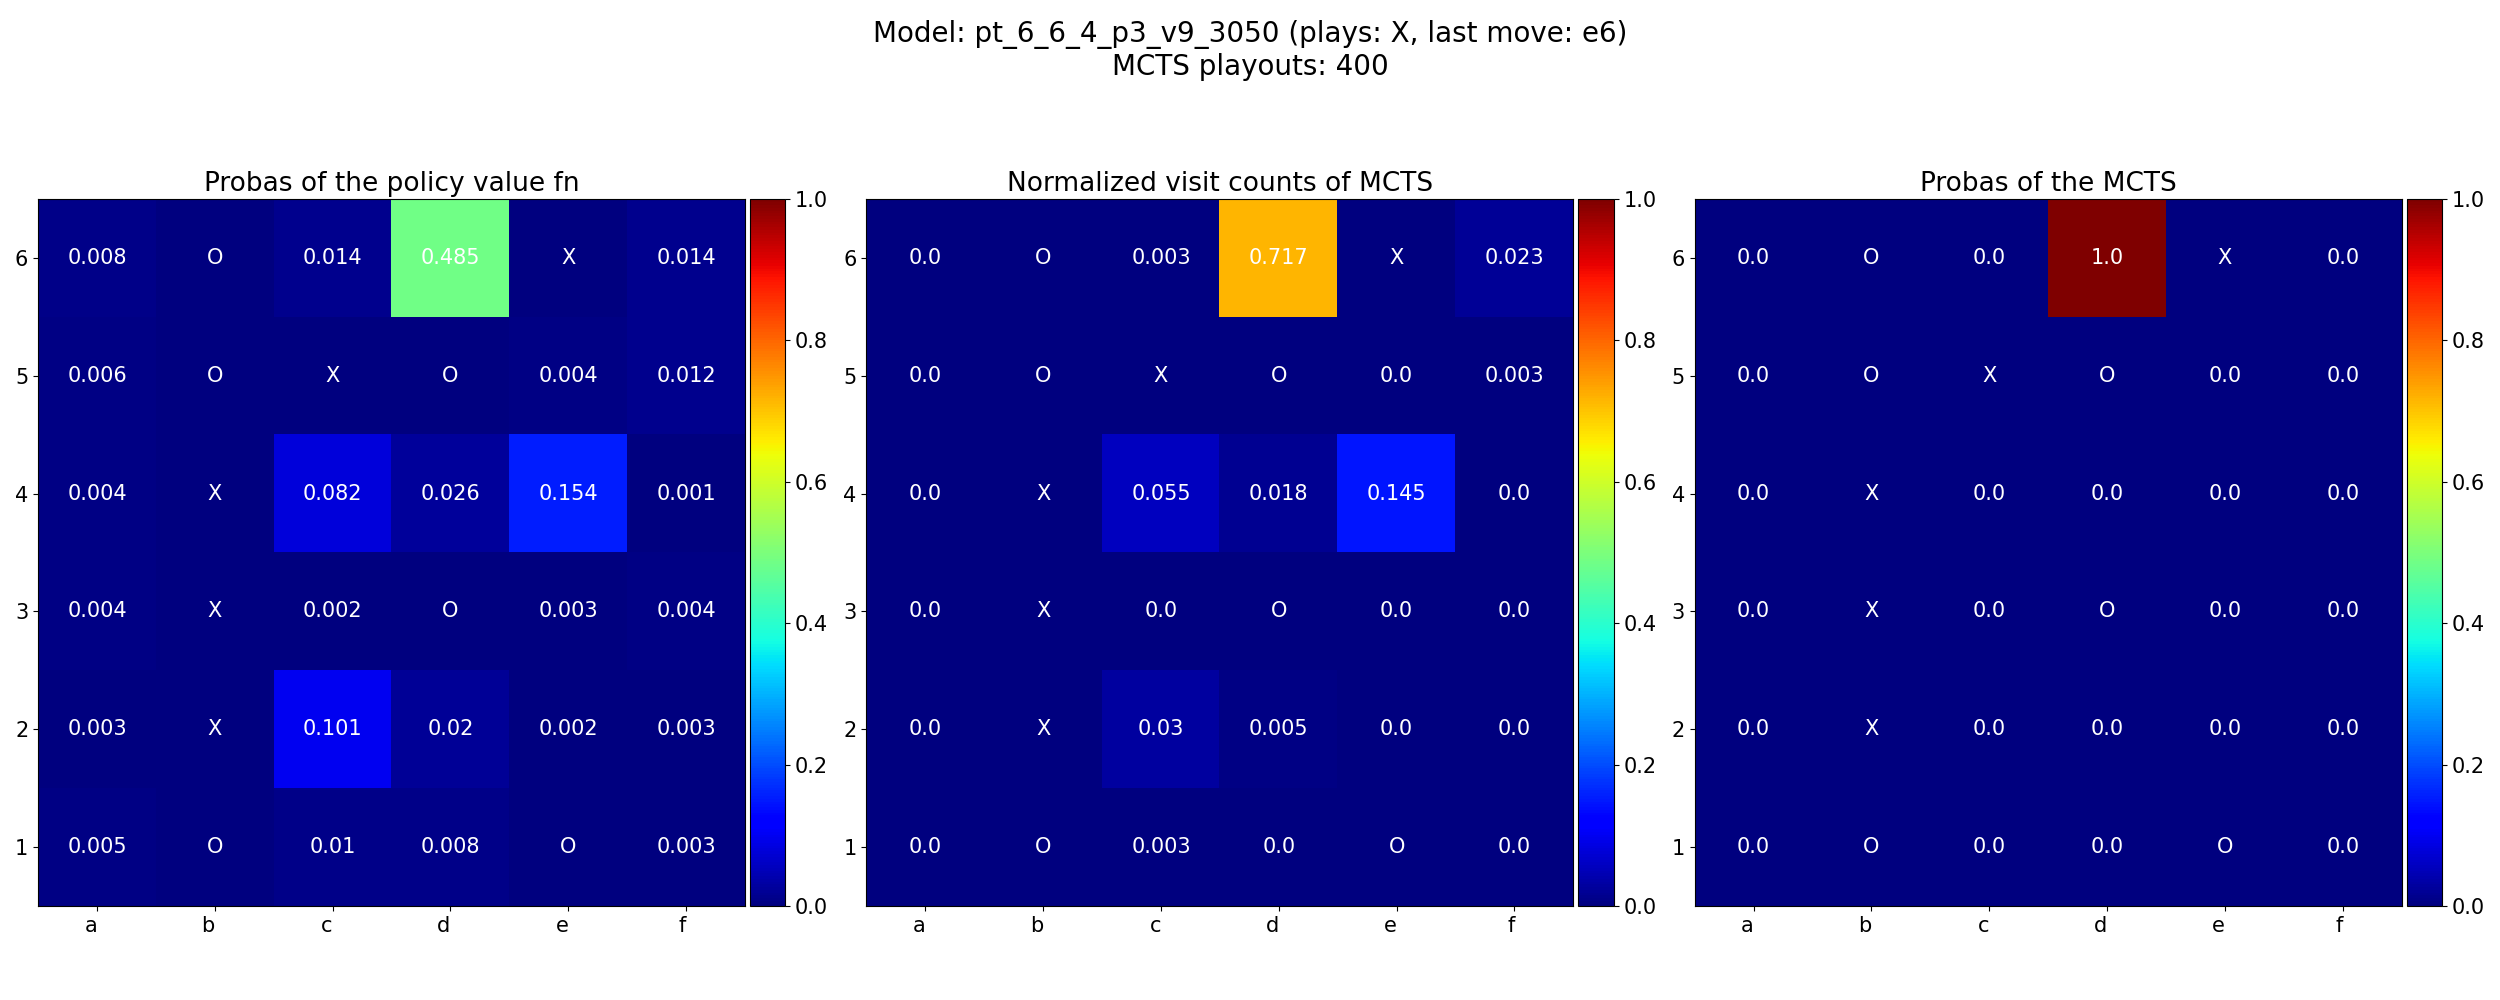 Model: pt_6_6_4_p3_v9_3050 (plays: X, last move: e6)
MCTS playouts: 400
Probas of the policy value fn
6 0.008 O 0.014 0.485 X 0.014
5 0.006 O X O 0.004 0.012
4 0.004 X 0.082 0.026 0.154 0.001
3 0.004 X 0.002 O 0.003 0.004
2 0.003 X 0.101 0.02 0.002 0.003
1 0.005 O 0.01 0.008 O 0.003
a b c d e f
1.0
0.8
0.6
0.4
0.2
0.0
Normalized visit counts of MCTS
6 0.0 O 0.003 0.717 X 0.023
5 0.0 O X O 0.0 0.003
4 0.0 X 0.055 0.018 0.145 0.0
3 0.0 X 0.0 O 0.0 0.0
2 0.0 X 0.03 0.005 0.0 0.0
1 0.0 O 0.003 0.0 O 0.0
a b c d e f
1.0
0.8
0.6
0.4
0.2
0.0
Probas of the MCTS
6 0.0 O 0.0 1.0 X 0.0
5 0.0 O X O 0.0 0.0
4 0.0 X 0.0 0.0 0.0 0.0
3 0.0 X 0.0 O 0.0 0.0
2 0.0 X 0.0 0.0 0.0 0.0
1 0.0 O 0.0 0.0 O 0.0
a b c d e f
1.0
0.8
0.6
0.4
0.2
0.0